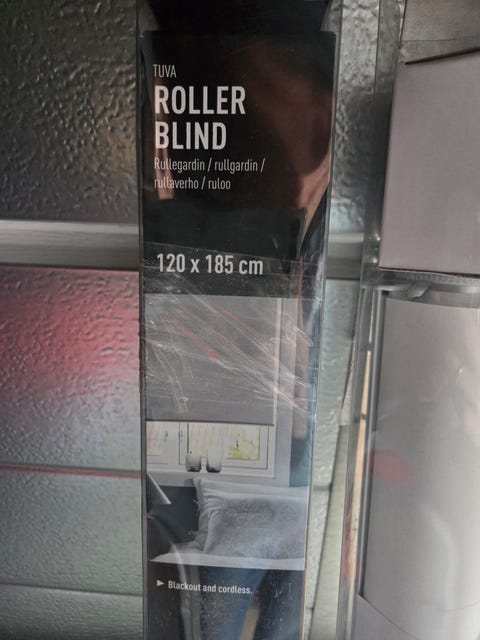 TUVA
ROLLER
BLIND
Rullegardin / rullgardin /
rullaverho / ruloo
120 x 185 cm
► Blackout and cordless.